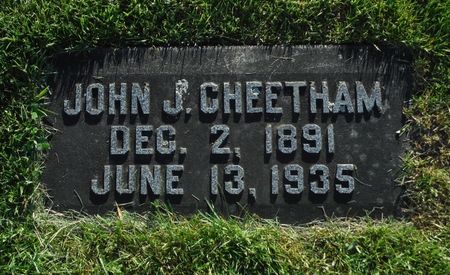 JOHN J. CHEETHAM
DEC. 2, 1891
JUNE 13, 1935